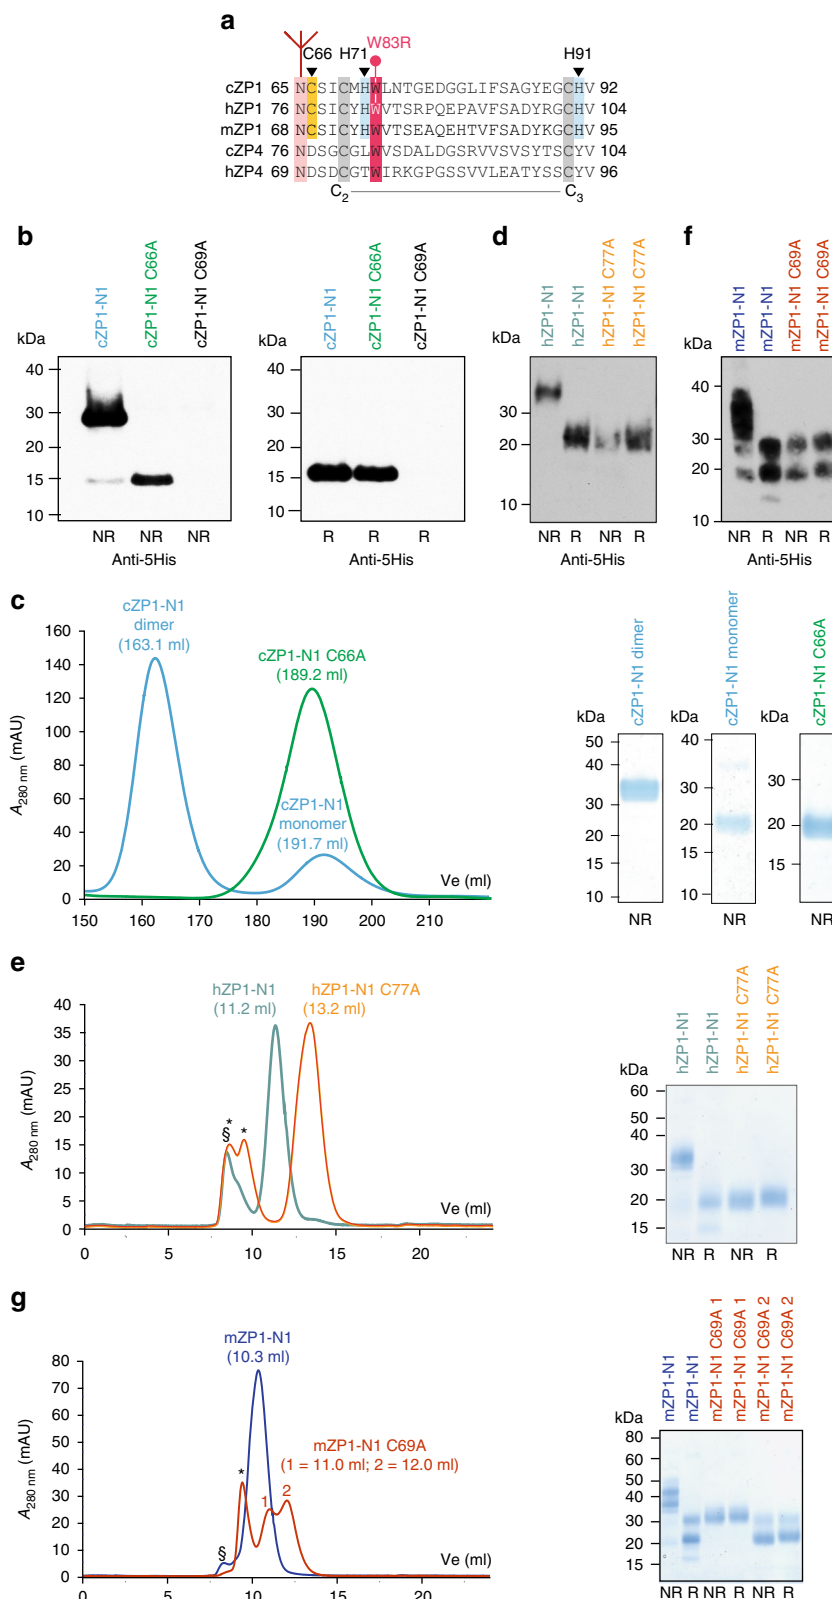 a
W83R
C66 H71 H91
cZP1 65 NCSICMHWLNTGEDGGLIFSAGYEGCHV 92
hZP1 76 NCSICYHWVTSRPQEPAVFSADYRGCHV 104
mZP1 68 NCSICYHWVTSEAQEHTVFSADYKGCHV 95
cZP4 76 NDSGCGLWVSDALDGSRVVSVSYTSCYV 104
hZP4 69 NDSDCGTWIRKGPGSSVVLEATYSSCYV 96
C2 C3
b
cZP1-N1
cZP1-N1 C66A
cZP1-N1 C69A
kDa
40
30
20
15
10
NR NR NR
Anti-5His
cZP1-N1
cZP1-N1 C66A
cZP1-N1 C69A
kDa
40
30
20
15
10
R R R
Anti-5His
d
hZP1-N1
hZP1-N1
hZP1-N1 C77A
hZP1-N1 C77A
kDa
30
20
10
NR R NR R
Anti-5His
f
mZP1-N1
mZP1-N1
mZP1-N1 C69A
mZP1-N1 C69A
kDa
40
30
20
10
NR R NR R
Anti-5His
c
cZP1-N1
dimer
(163.1 ml)
cZP1-N1 C66A
(189.2 ml)
cZP1-N1
monomer
(191.7 ml)
A280 nm (mAU)
160
140
120
100
80
60
40
20
0
Ve (ml)
150 160 170 180 190 200 210
cZP1-N1 dimer
kDa
50
40
30
20
15
10
NR
cZP1-N1 monomer
kDa
40
30
20
15
10
NR
cZP1-N1 C66A
kDa
30
20
15
NR
e
hZP1-N1
(11.2 ml)
hZP1-N1 C77A
(13.2 ml)
A280 nm (mAU)
40
35
30
25
20
15
10
5
0
* *
§
Ve (ml)
0 5 10 15 20
hZP1-N1
hZP1-N1
hZP1-N1 C77A
hZP1-N1 C77A
kDa
60
50
40
30
20
15
NR R NR R
g
mZP1-N1
(10.3 ml)
mZP1-N1 C69A
(1 = 11.0 ml; 2 = 12.0 ml)
A280 nm (mAU)
80
70
60
50
40
30
20
10
0
*
1 2
§
Ve (ml)
0 10 20
mZP1-N1
mZP1-N1
mZP1-N1 C69A 1
mZP1-N1 C69A 1
mZP1-N1 C69A 2
mZP1-N1 C69A 2
kDa
80
60
50
40
30
20
15
NR R NR R NR R